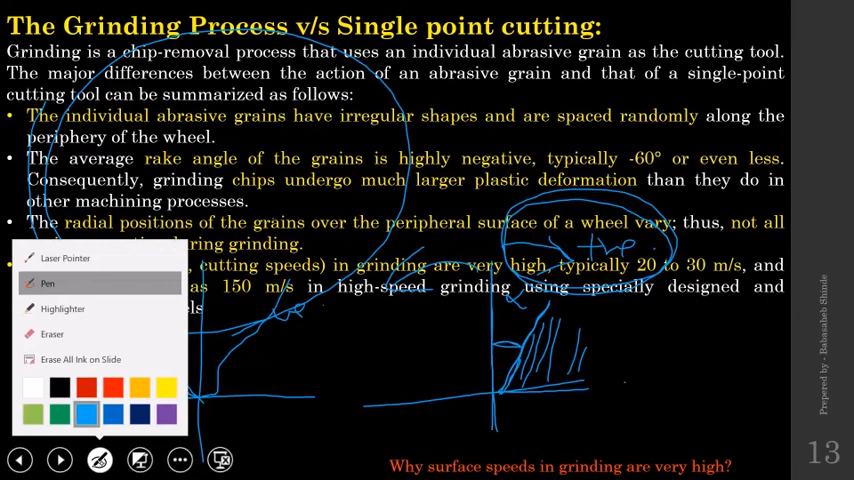 The Grinding Process v/s Single point cutting:
Grinding is a chip-removal process that uses an individual abrasive grain as the cutting tool.
The major differences between the action of an abrasive grain and that of a single-point
cutting tool can be summarized as follows:
• The individual abrasive grains have irregular shapes and are spaced randomly along the
periphery of the wheel.
• The average rake angle of the grains is highly negative, typically -60° or even less.
Consequently, grinding chips undergo much larger plastic deformation than they do in
other machining processes.
• The radial positions of the grains over the peripheral surface of a wheel vary; thus, not all
during grinding.
cutting speeds) in grinding are very high, typically 20 to 30 m/s, and
as 150 m/s in high-speed grinding using specially designed and
+ve
-ve
α
Laser Pointer
Pen
Highlighter
Eraser
Erase All Ink on Slide
Why surface speeds in grinding are very high?
Prepered by - Babasaheb Shinde
13